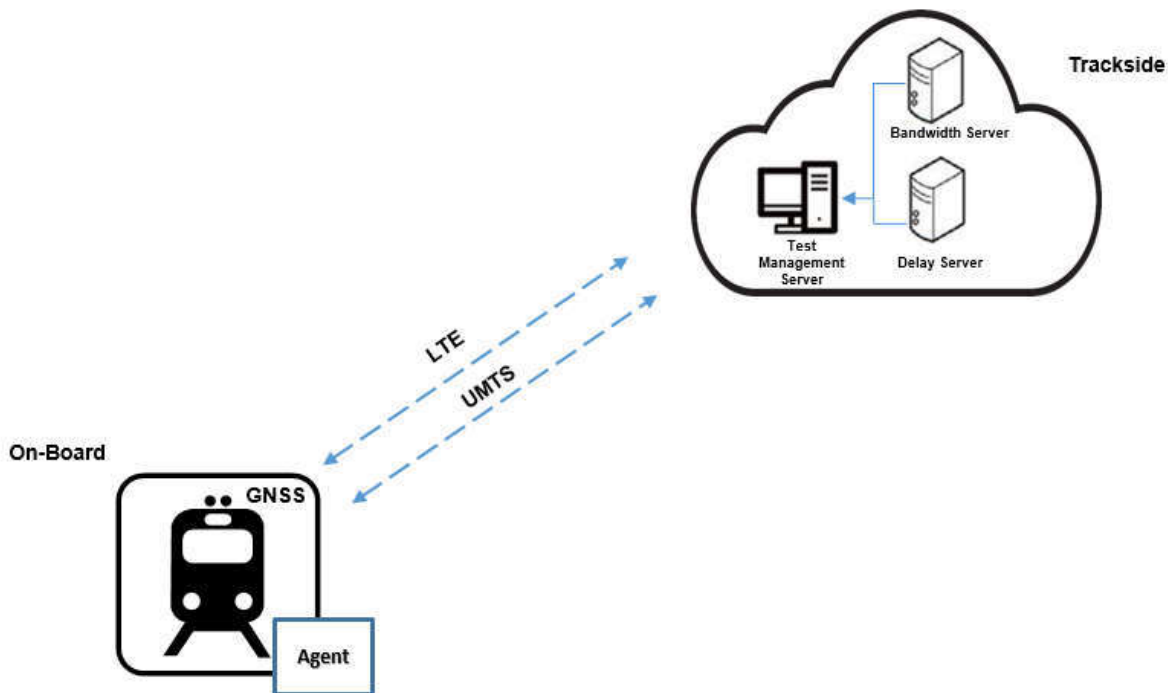 Trackside
Bandwidth Server
Test
Management
Server
Delay Server
LTE
UMTS
On-Board
GNSS
Agent